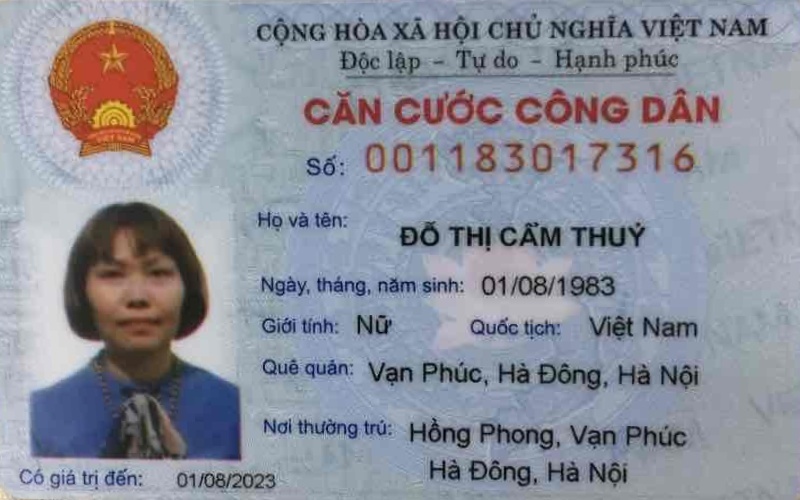 CỘNG HÒA XÃ HỘI CHỦ NGHĨA VIỆT NAM
Độc lập - Tự do - Hạnh phúc
CĂN CƯỚC CÔNG DÂN
Số: 001183017316
Họ và tên:
ĐỖ THỊ CẨM THUỶ
Ngày, tháng, năm sinh: 01/08/1983
Giới tính: Nữ Quốc tịch: Việt Nam
Quê quán: Vạn Phúc, Hà Đông, Hà Nội
Nơi thường trú: Hồng Phong, Vạn Phúc
Hà Đông, Hà Nội
Có giá trị đến: 01/08/2023